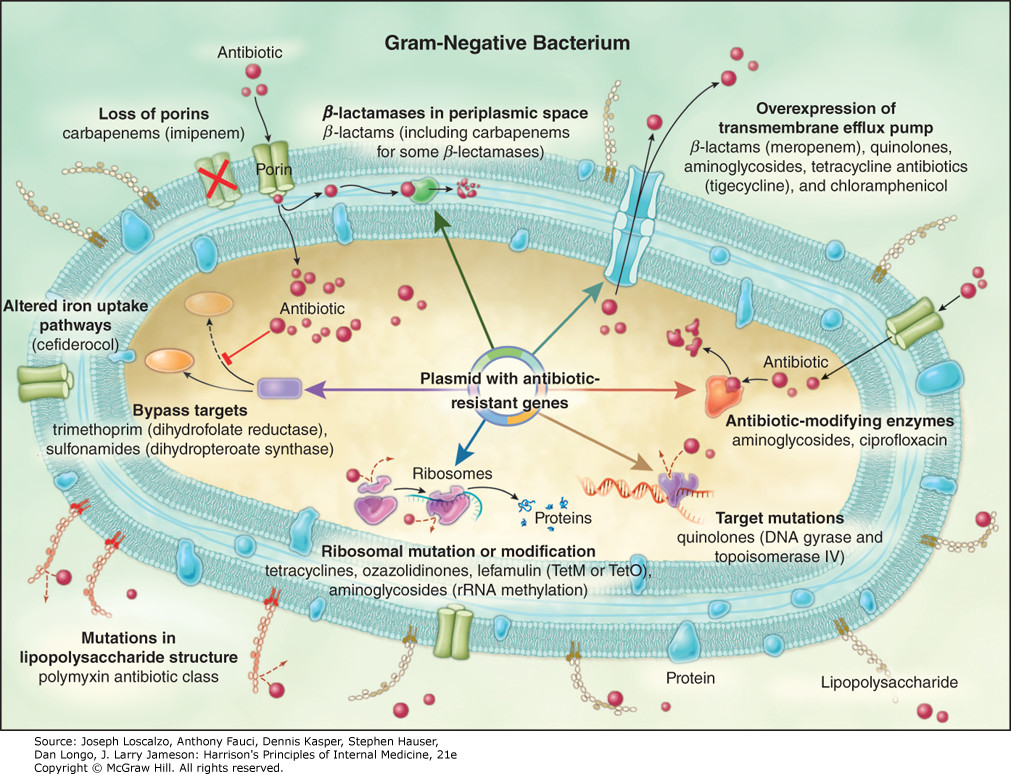 Gram-Negative Bacterium
Antibiotic
Loss of porins
carbapenems (imipenem)
Porin
β-lactamases in periplasmic space
β-lactams (including carbapenems
for some β-lectamases)
Overexpression of
transmembrane efflux pump
β-lactams (meropenem), quinolones,
aminoglycosides, tetracycline antibiotics
(tigecycline), and chloramphenicol
Altered iron uptake
pathways
(cefiderocol)
Antibiotic
Antibiotic
Plasmid with antibiotic-
resistant genes
Bypass targets
trimethoprim (dihydrofolate reductase),
sulfonamides (dihydropteroate synthase)
Antibiotic-modifying enzymes
aminoglycosides, ciprofloxacin
Ribosomes
Proteins
Ribosomal mutation or modification
tetracyclines, ozazolidinones, lefamulin (TetM or TetO),
aminoglycosides (rRNA methylation)
Target mutations
quinolones (DNA gyrase and
topoisomerase IV)
Mutations in
lipopolysaccharide structure
polymyxin antibiotic class
Protein
Lipopolysaccharide
Source: Joseph Loscalzo, Anthony Fauci, Dennis Kasper, Stephen Hauser,
Dan Longo, J. Larry Jameson: Harrison's Principles of Internal Medicine, 21e
Copyright © McGraw Hill. All rights reserved.